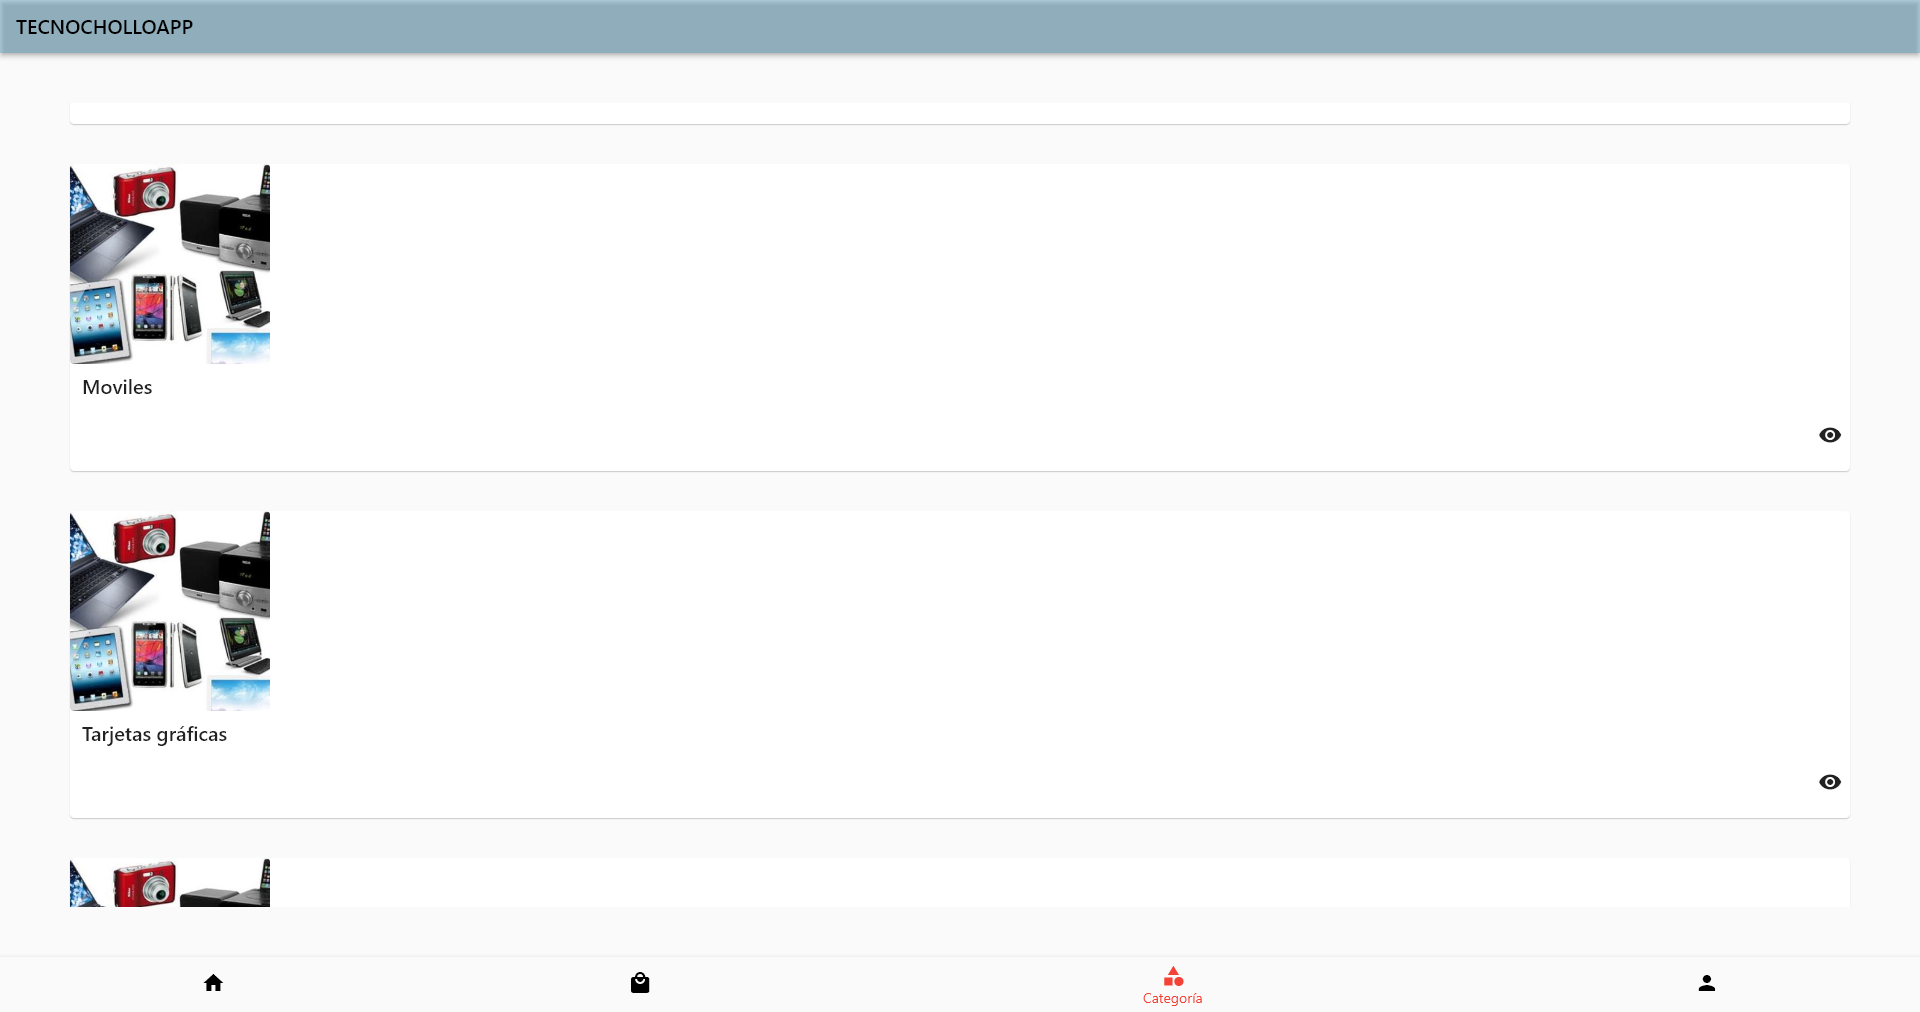 TECNOCHOLLOAPP
Moviles
Tarjetas gráficas
Categoría